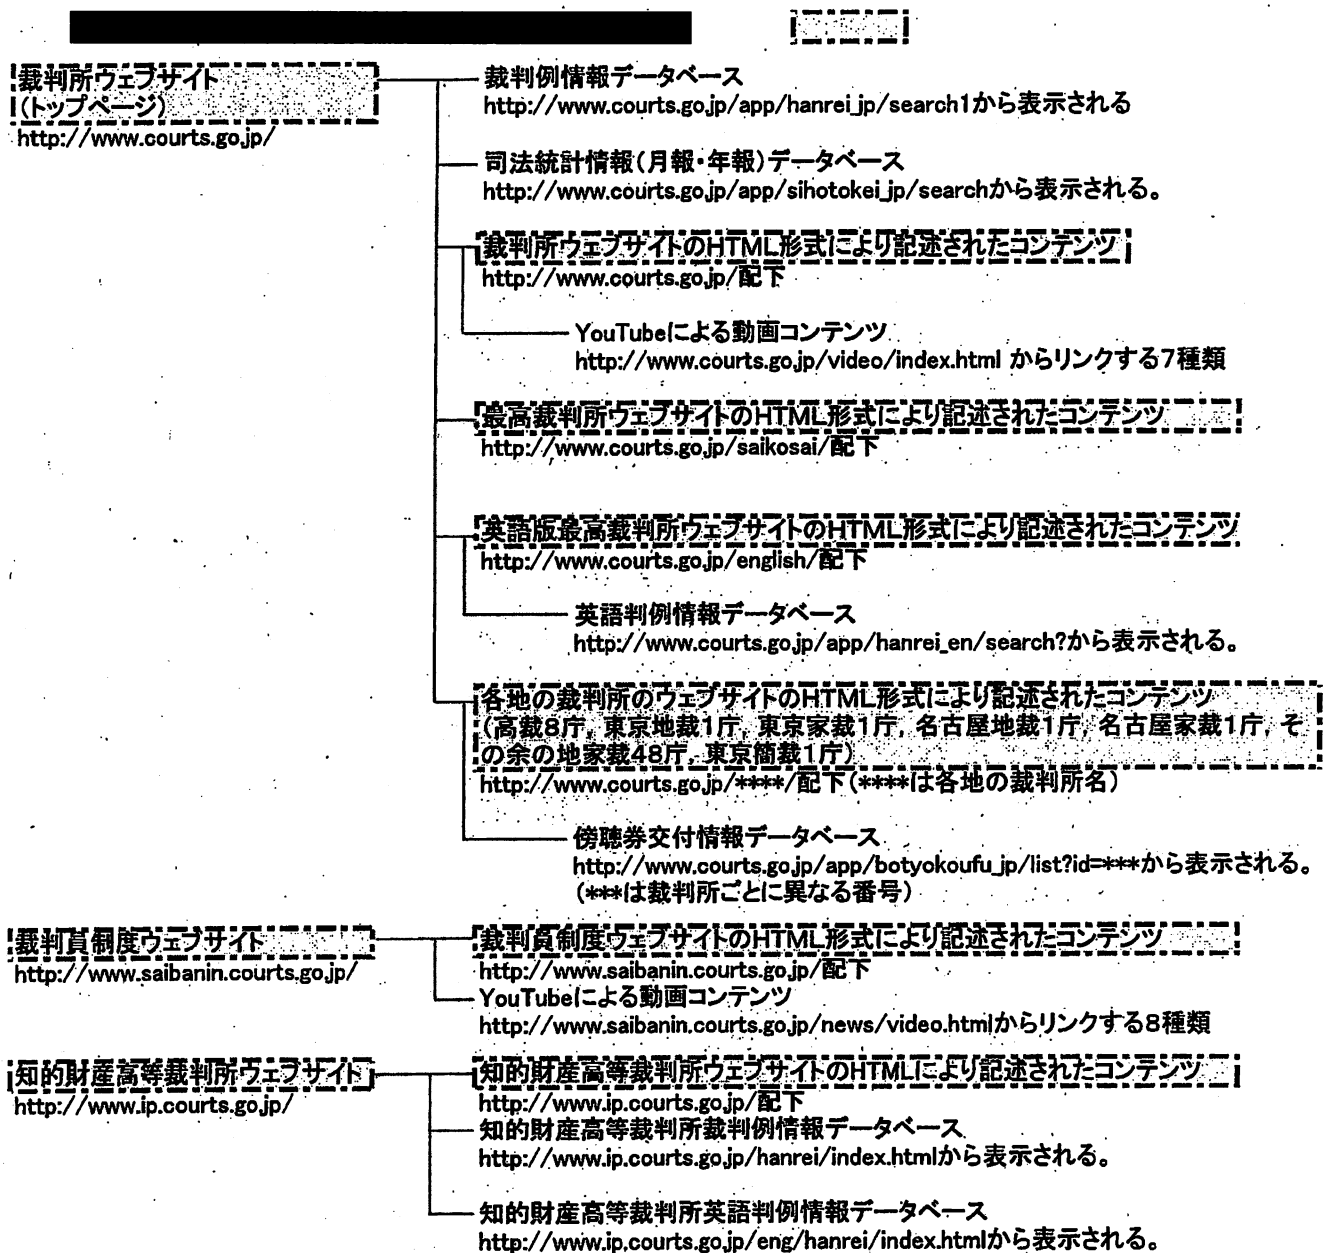 裁判所ウェブサイト
(トップページ)
http://www.courts.go.jp/
裁判例情報データベース
http://www.courts.go.jp/app/hanrei_jp/search1から表示される
司法統計情報(月報・年報)データベース
http://www.courts.go.jp/app/sihotokei_jp/searchから表示される。
裁判所ウェブサイトのHTML形式により記述されたコンテンツ
http://www.courts.go.jp/配下
YouTubeによる動画コンテンツ
http://www.courts.go.jp/video/index.html からリンクする7種類
最高裁判所ウェブサイトのHTML形式により記述されたコンテンツ
http://www.courts.go.jp/saikosai/配下
英語版最高裁判所ウェブサイトのHTML形式により記述されたコンテンツ
http://www.courts.go.jp/english/配下
英語判例情報データベース
http://www.courts.go.jp/app/hanrei_en/search?から表示される。
各地の裁判所のウェブサイトのHTML形式により記述されたコンテンツ
(高裁8庁, 東京地裁1庁, 東京家裁1庁, 名古屋地裁1庁, 名古屋家裁1庁, そ
の余の地家裁48庁, 東京簡裁1庁)
http://www.courts.go.jp/****/配下(****は各地の裁判所名)
傍聴券交付情報データベース
http://www.courts.go.jp/app/botyokoufu_jp/list?id=***から表示される。
(***は裁判所ごとに異なる番号)
裁判員制度ウェブサイト
http://www.saibanin.courts.go.jp/
裁判員制度ウェブサイトのHTML形式により記述されたコンテンツ
http://www.saibanin.courts.go.jp/配下
YouTubeによる動画コンテンツ
http://www.saibanin.courts.go.jp/news/video.htmlからリンクする8種類
知的財産高等裁判所ウェブサイト
http://www.ip.courts.go.jp/
知的財産高等裁判所ウェブサイトのHTMLにより記述されたコンテンツ
http://www.ip.courts.go.jp/配下
知的財産高等裁判所裁判例情報データベース
http://www.ip.courts.go.jp/hanrei/index.htmlから表示される。
知的財産高等裁判所英語判例情報データベース
http://www.ip.courts.go.jp/eng/hanrei/index.htmlから表示される。